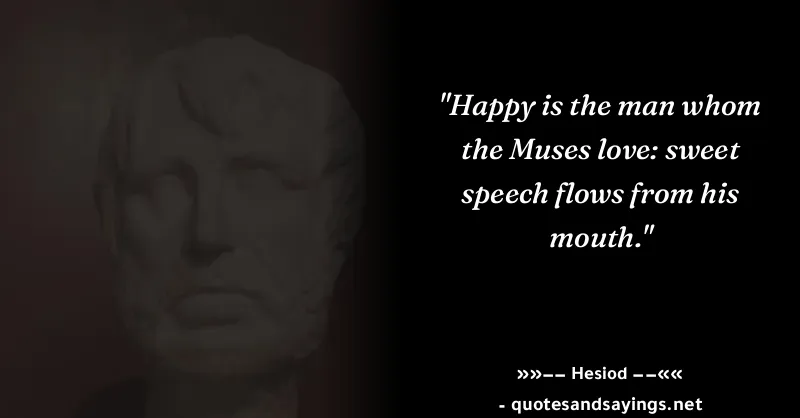 "Happy is the man whom
the Muses love: sweet
speech flows from his
mouth."
»»–– Hesiod ––««
- quotesandsayings.net